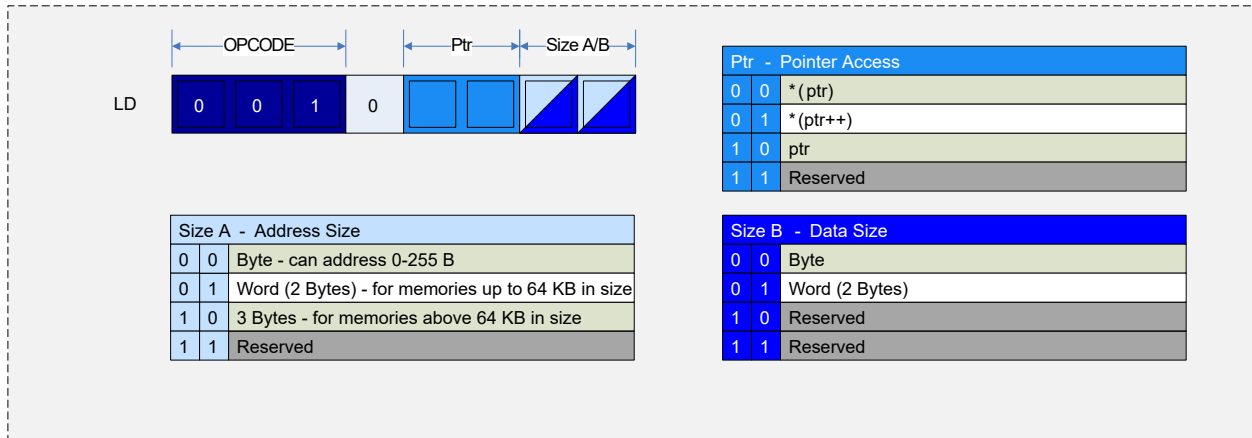 OPCODE Ptr Size A/B
LD 0 0 1 0
Ptr - Pointer Access
0 0 *(ptr)
0 1 *(ptr++)
1 0 ptr
1 1 Reserved
Size A - Address Size
0 0 Byte - can address 0-255 B
0 1 Word (2 Bytes) - for memories up to 64 KB in size
1 0 3 Bytes - for memories above 64 KB in size
1 1 Reserved
Size B - Data Size
0 0 Byte
0 1 Word (2 Bytes)
1 0 Reserved
1 1 Reserved